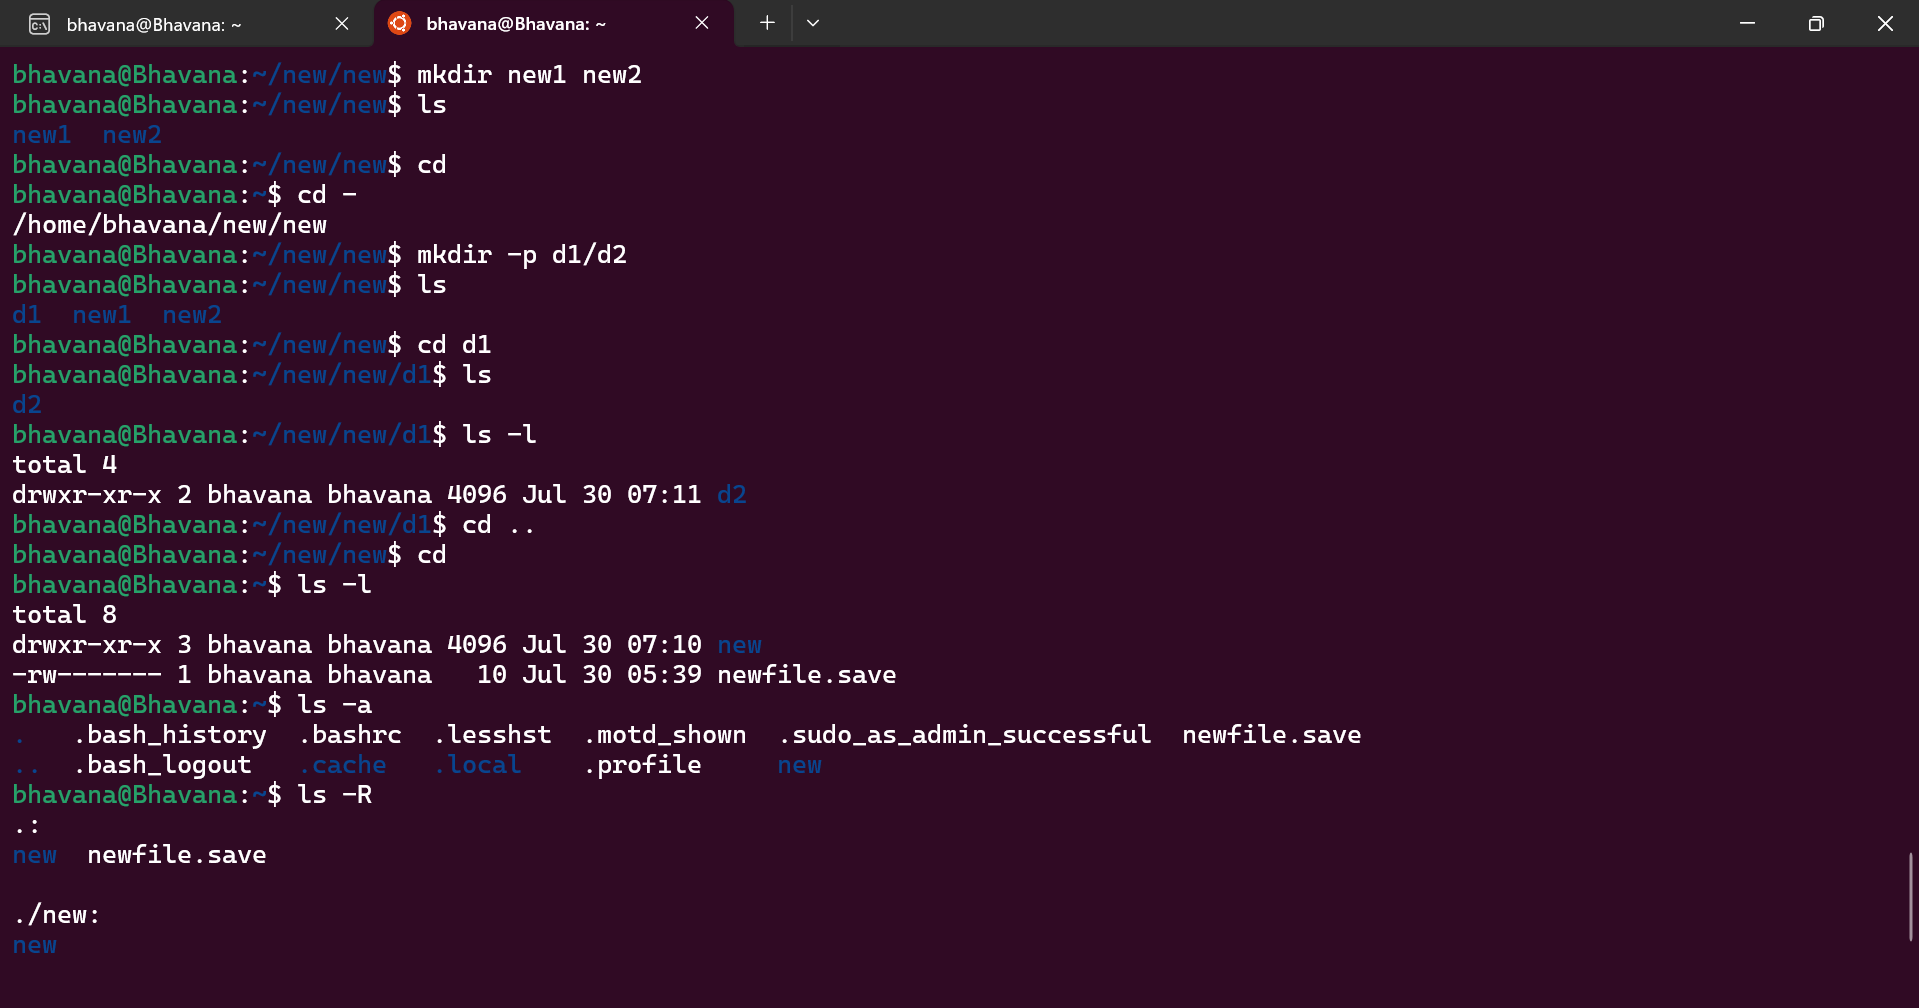 bhavana@Bhavana: ~
bhavana@Bhavana: ~
bhavana@Bhavana:~/new/new$ mkdir new1 new2
bhavana@Bhavana:~/new/new$ ls
new1  new2
bhavana@Bhavana:~/new/new$ cd
bhavana@Bhavana:~$ cd -
/home/bhavana/new/new
bhavana@Bhavana:~/new/new$ mkdir -p d1/d2
bhavana@Bhavana:~/new/new$ ls
d1  new1  new2
bhavana@Bhavana:~/new/new$ cd d1
bhavana@Bhavana:~/new/new/d1$ ls
d2
bhavana@Bhavana:~/new/new/d1$ ls -l
total 4
drwxr-xr-x 2 bhavana bhavana 4096 Jul 30 07:11 d2
bhavana@Bhavana:~/new/new/d1$ cd ..
bhavana@Bhavana:~/new/new$ cd
bhavana@Bhavana:~$ ls -l
total 8
drwxr-xr-x 3 bhavana bhavana 4096 Jul 30 07:10 new
-rw------- 1 bhavana bhavana   10 Jul 30 05:39 newfile.save
bhavana@Bhavana:~$ ls -a
.   .bash_history  .bashrc  .lesshst  .motd_shown  .sudo_as_admin_successful  newfile.save
..  .bash_logout   .cache   .local    .profile     new
bhavana@Bhavana:~$ ls -R
.:
new  newfile.save

./new:
new